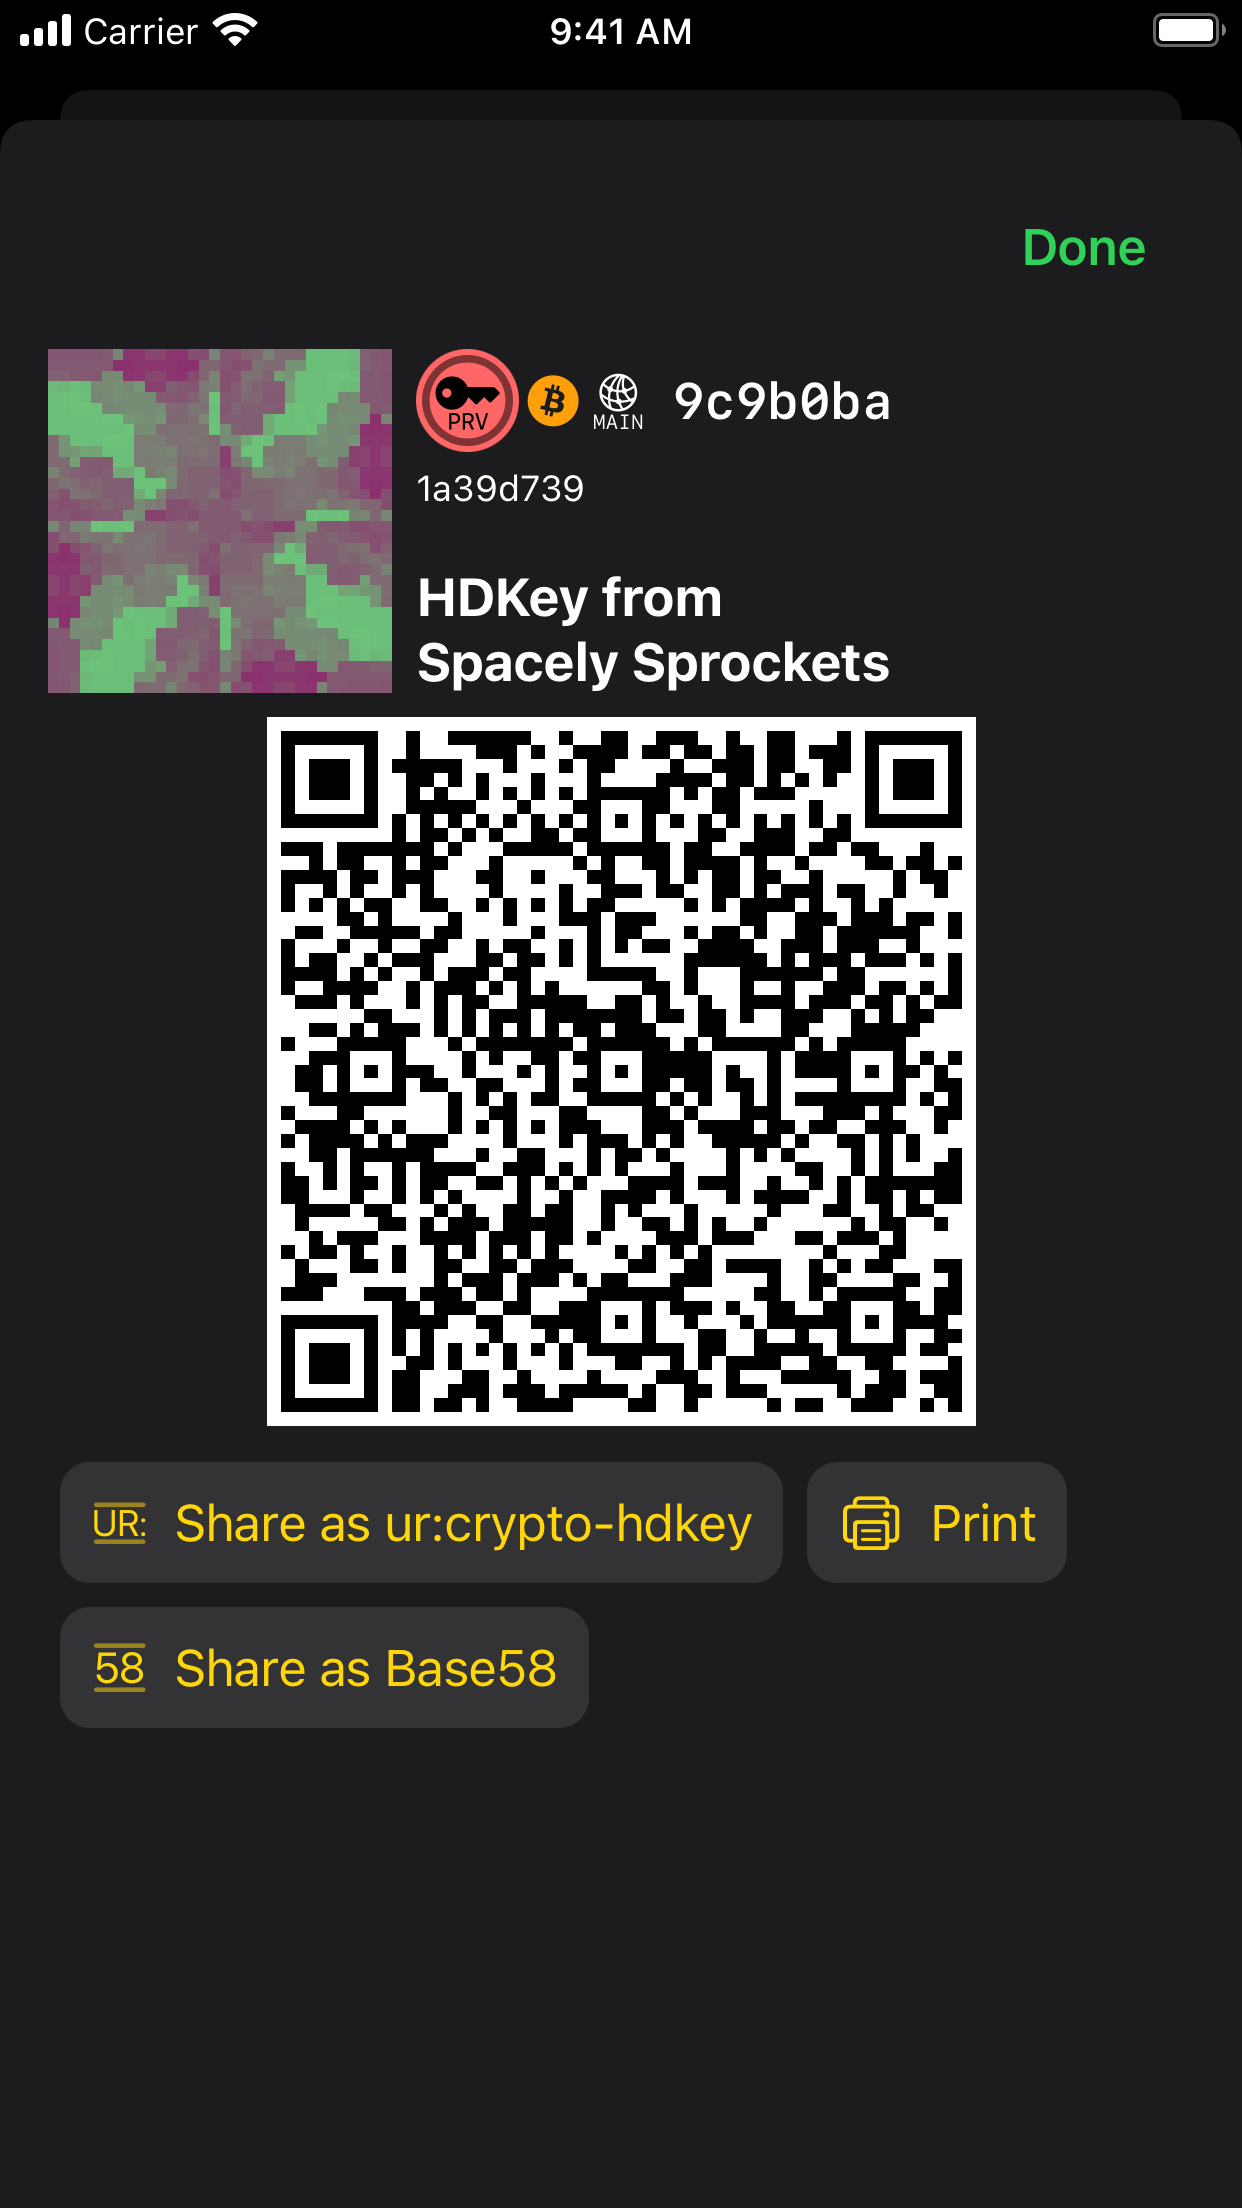 Carrier 9:41 AM
Done
PRV MAIN 9c9b0ba
1a39d739
HDKey from
Spacely Sprockets
UR: Share as ur:crypto-hdkey
Print
58 Share as Base58